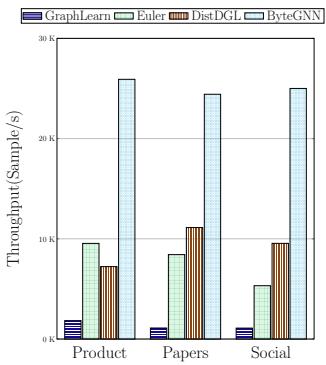 GraphLearn Euler DistDGL ByteGNN
30 K
20 K
10 K
0 K
Throughput(Sample/s)
Product Papers Social